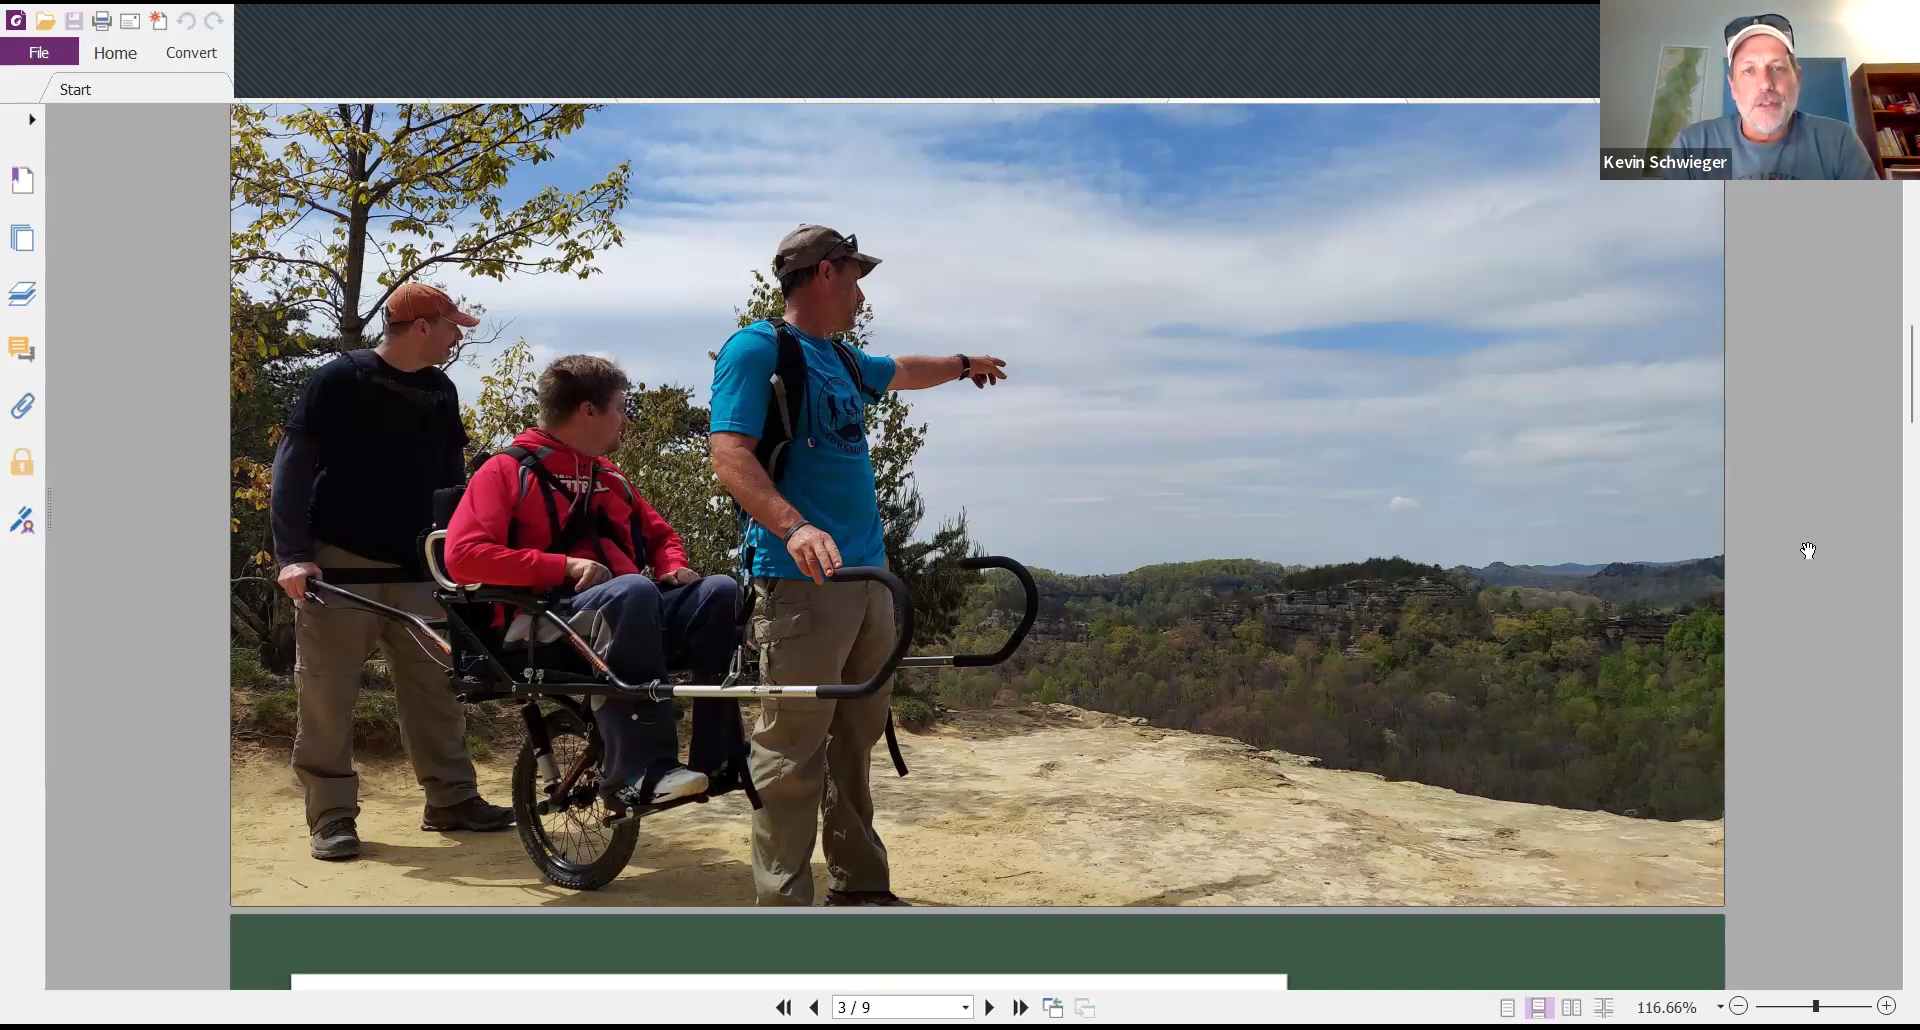 File
Home
Convert
Start
Kevin Schwieger
3 / 9
116.66%